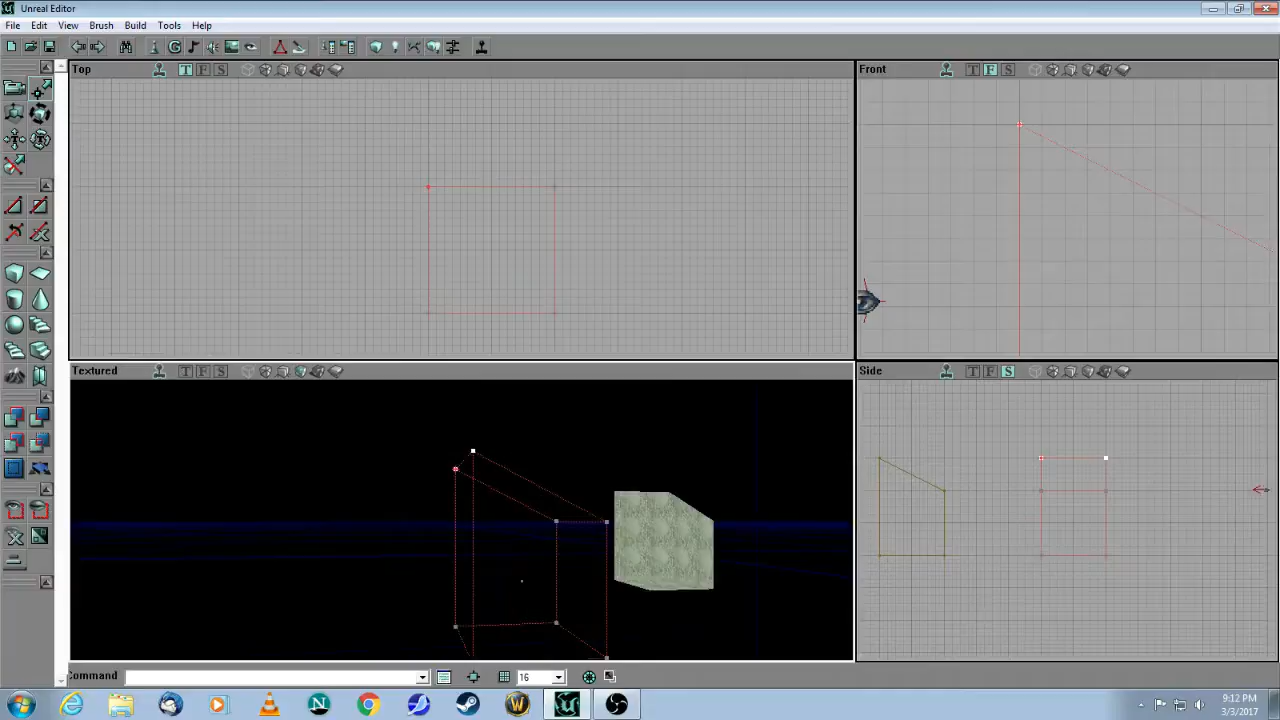 Unreal Editor
File Edit View Brush Build Tools Help
Top T F S
Front T F S
Textured T F S
Side T F S
Command 16
9:12 PM
3/3/2017